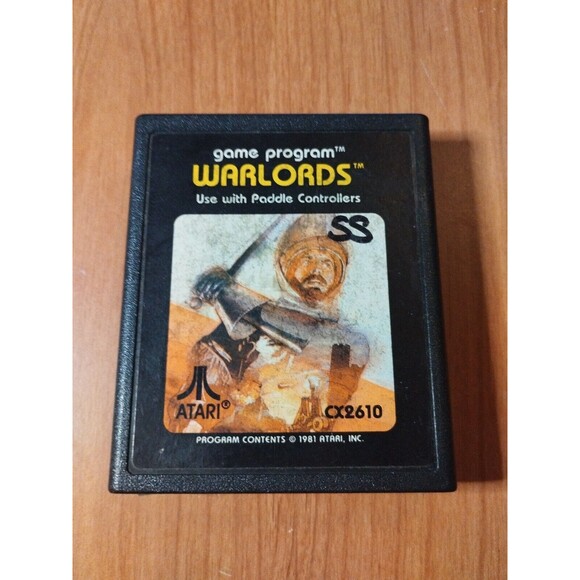 game program™
WARLORDS™
Use with Paddle Controllers
SS
ATARI®
CX2610
PROGRAM CONTENTS © 1981 ATARI, INC.